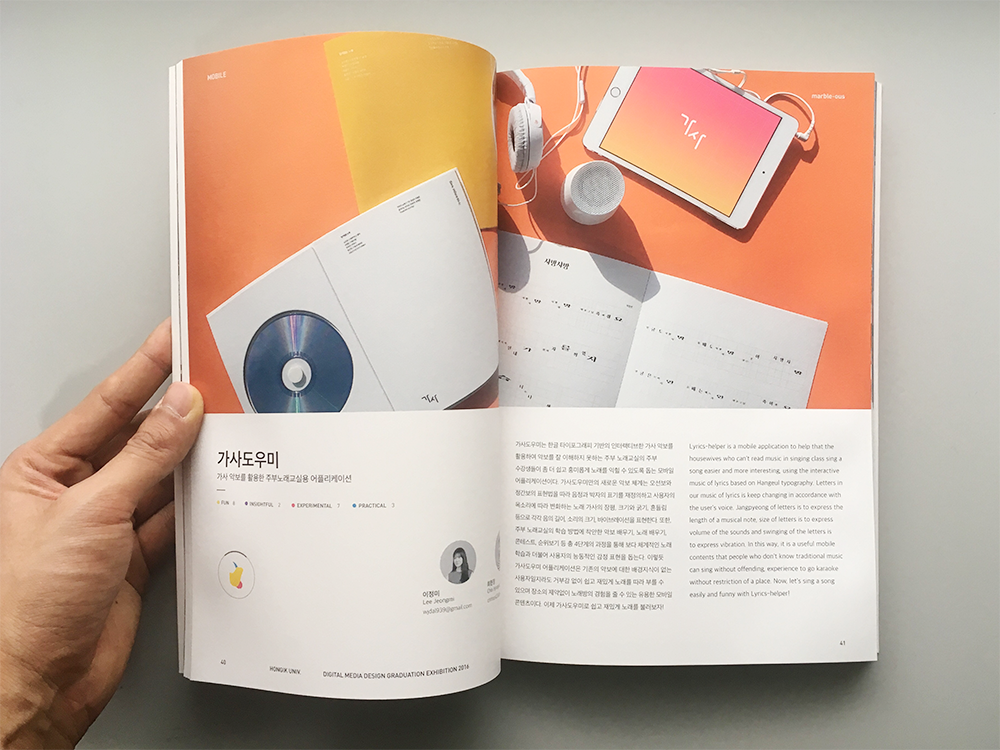 MOBILE
marble-ous
가사
사랑사랑
가사
가사도우미
가사 악보를 활용한 주부노래교실용 어플리케이션
FUN 6 INSIGHTFUL 2 EXPERIMENTAL 7 PRACTICAL 3
이정미
Lee Jeongmi
40 HONGIK UNIV. DIGITAL MEDIA DESIGN GRADUATION EXHIBITION 2016
가사도우미는 한글 타이포그래피 기반의 인터랙티브한 가사 악보를
활용하여 악보를 잘 이해하지 못하는 주부 노래교실의 주부
수강생들이 좀 더 쉽고 흥미롭게 노래를 익힐 수 있도록 돕는 모바일
어플리케이션이다. 가사도우미만의 새로운 악보 체계는 오선보와
정간보의 표현법을 따라 음정과 박자의 표기를 재정의하고 사용자의
목소리에 따라 변화하는 노래 가사의 장평, 크기와 굵기, 흔들림
등으로 각각 음의 길이, 소리의 크기, 바이브레이션을 표현한다. 또한,
주부 노래교실의 학습 방법에 착안한 악보 배우기, 노래 배우기,
콘테스트, 순위보기 등 총 4단계의 과정을 통해 보다 체계적인 노래
학습과 더불어 사용자의 능동적인 감정 표현을 돕는다. 이렇듯
가사도우미 어플리케이션은 기존의 악보에 대한 배경지식이 없는
사용자일지라도 거부감 없이 쉽고 재밌게 노래를 따라 부를 수
있으며 장소의 제약없이 노래방의 경험을 줄 수 있는 유용한 모바일
콘텐츠이다. 이제 가사도우미로 쉽고 재밌게 노래를 불러보자!
Lyrics-helper is a mobile application to help that the
housewives who can't read music in singing class sing a
song easier and more interesting, using the interactive
music of lyrics based on Hangeul typography. Letters in
our music of lyrics is keep changing in accordance with
the user's voice. Jangpyeong of letters is to express the
length of a musical note, size of letters is to express
volume of the sounds and swinging of the letters is
to express vibration. In this way, it is a useful mobile
contents that people who don't know traditional music
can sing without offending, experience to go karaoke
without restriction of a place. Now, let's sing a song
easily and funny with Lyrics-helper!
41